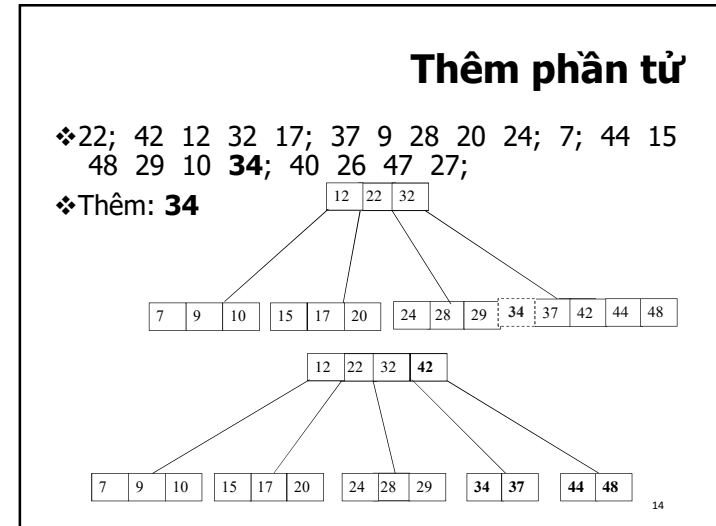 Thêm phần tử
❖22; 42 12 32 17; 37 9 28 20 24; 7; 44 15
48 29 10 34; 40 26 47 27;
❖Thêm: 34
12 22 32
7 9 10 15 17 20 24 28 29 34 37 42 44 48
12 22 32 42
7 9 10 15 17 20 24 28 29 34 37 44 48
14